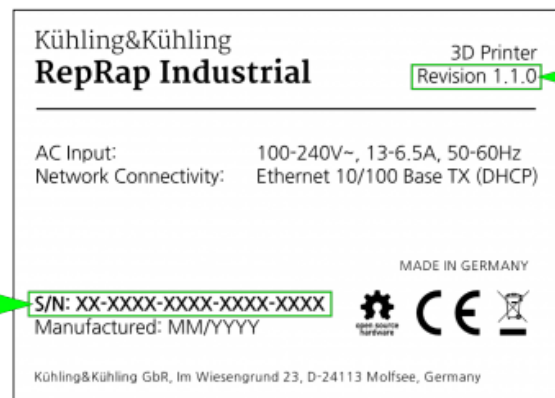 Kühling&Kühling
RepRap Industrial
3D Printer
Revision 1.1.0
AC Input: 100-240V~, 13-6.5A, 50-60Hz
Network Connectivity: Ethernet 10/100 Base TX (DHCP)
MADE IN GERMANY
S/N: XX-XXXX-XXXX-XXXX-XXXX
Manufactured: MM/YYYY
open source
hardware
CE
Kühling&Kühling GbR, Im Wiesengrund 23, D-24113 Molfsee, Germany